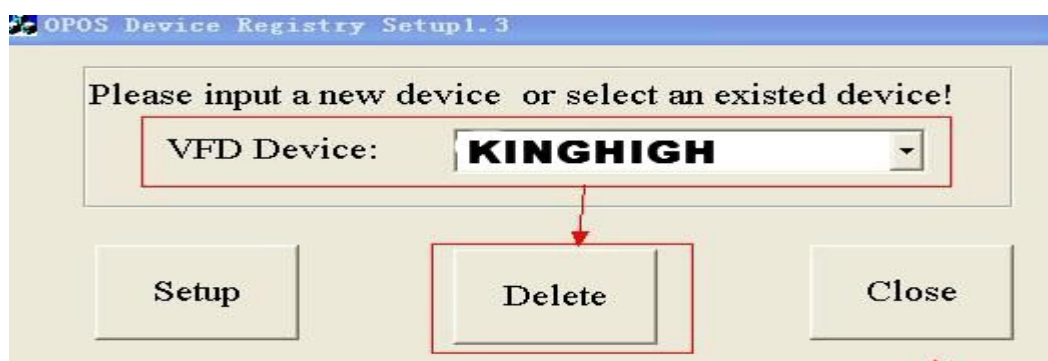 OPOS Device Registry Setup1.3
Please input a new device or select an existed device!
VFD Device: KINGHIGH
Setup Delete Close